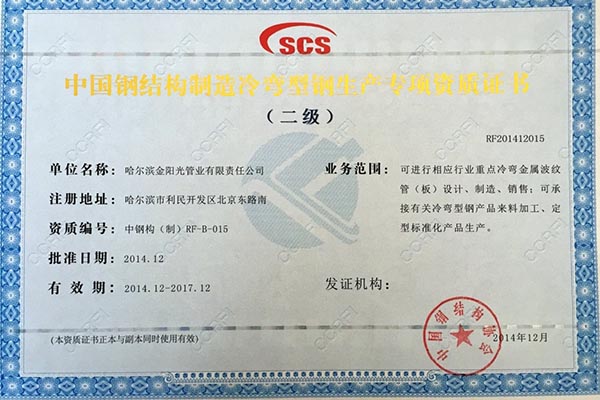 SCS
中国钢结构制造冷弯型钢生产专项资质证书
（二级）
RF201412015
单位名称：哈尔滨金阳光管业有限责任公司
注册地址：哈尔滨市利民开发区北京东路南
资质编号：中钢构（制）RF-B-015
批准日期：2014.12
有 效 期：2014.12-2017.12
业务范围：可进行相应行业重点冷弯金属波纹
管（板）设计、制造、销售；可承
接有关冷弯型钢产品来料加工、定
型标准化产品生产。
发证机构：
中国钢结构协会
2014年12月
（本资质证书正本与副本同时使用有效）
CCRFI